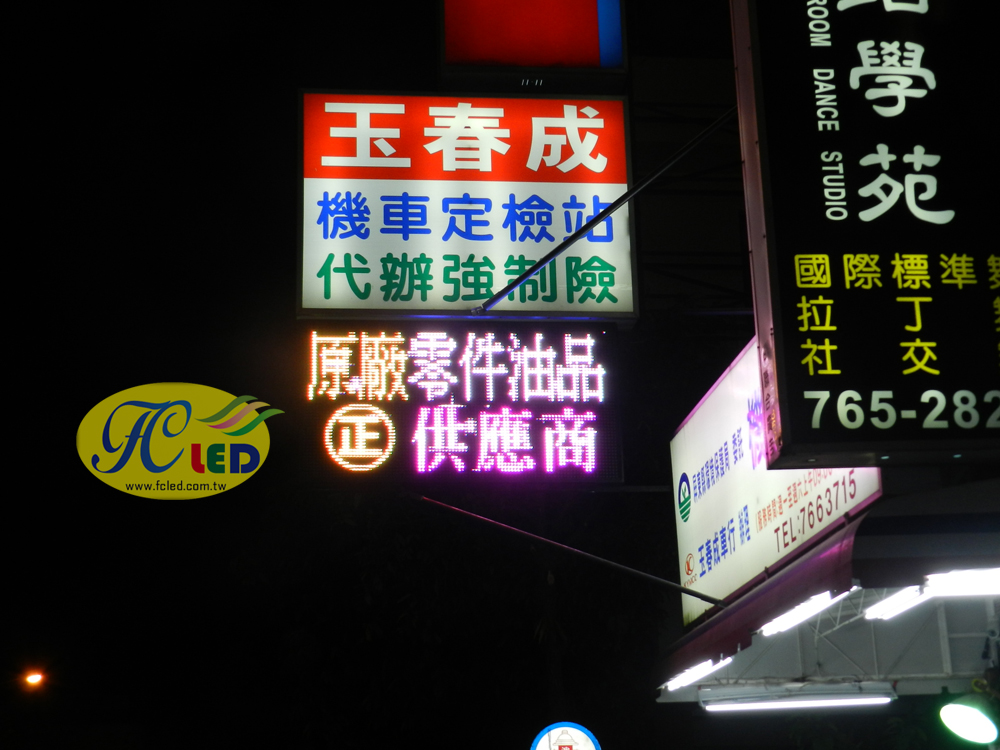 玉春成
機車定檢站
代辦強制險
原廠零件油品
正 供應商
FC LED
www.fcled.com.tw
ROOM DANCE STUDIO
學苑
國際標準
拉 丁
社 交
765-282
玉春成車行
TEL:7663715